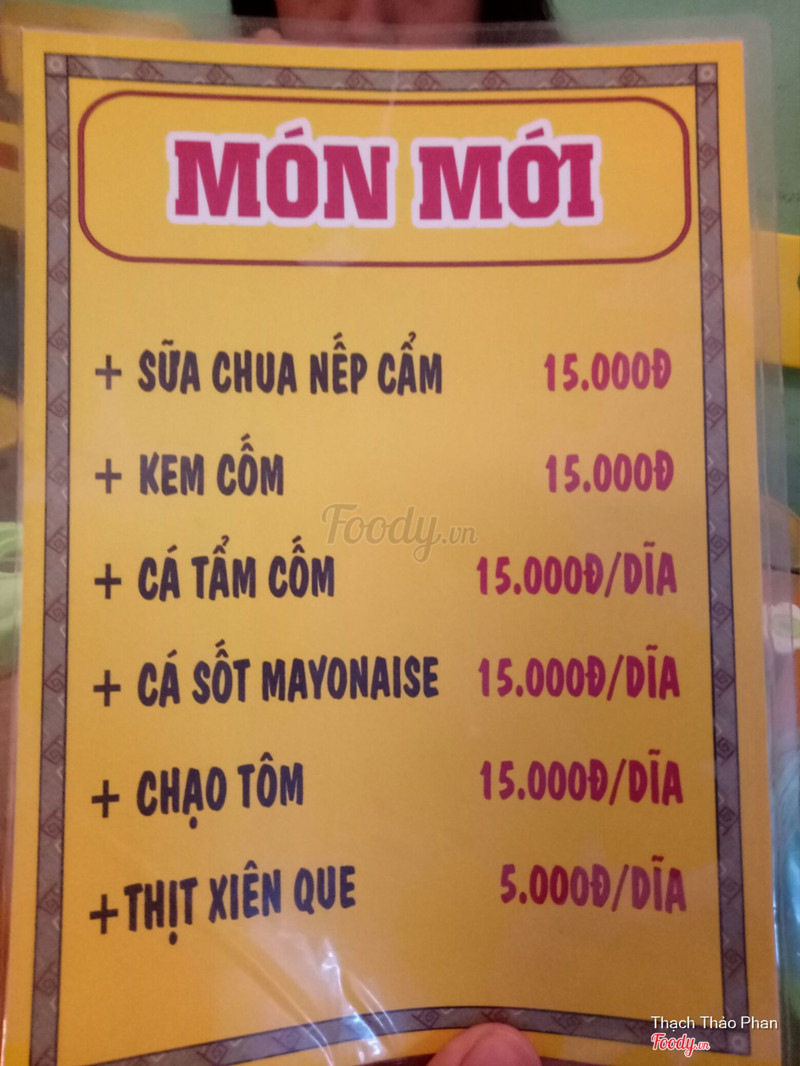 MÓN MỚI
+ SỮA CHUA NẾP CẨM 15.000Đ
+ KEM CỐM 15.000Đ
Foody.vn
+ CÁ TẨM CỐM 15.000Đ/DĨA
+ CÁ SỐT MAYONAISE 15.000Đ/DĨA
+ CHẠO TÔM 15.000Đ/DĨA
+THỊT XIÊN QUE 5.000Đ/DĨA
Thạch Thảo Phan
Foody.vn